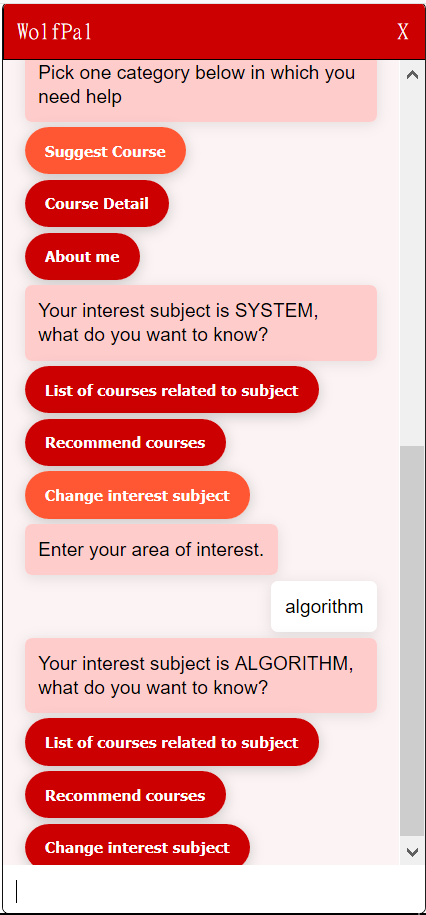 WolfPal X
Pick one category below in which you
need help
Suggest Course
Course Detail
About me
Your interest subject is SYSTEM,
what do you want to know?
List of courses related to subject
Recommend courses
Change interest subject
Enter your area of interest.
algorithm
Your interest subject is ALGORITHM,
what do you want to know?
List of courses related to subject
Recommend courses
Change interest subject